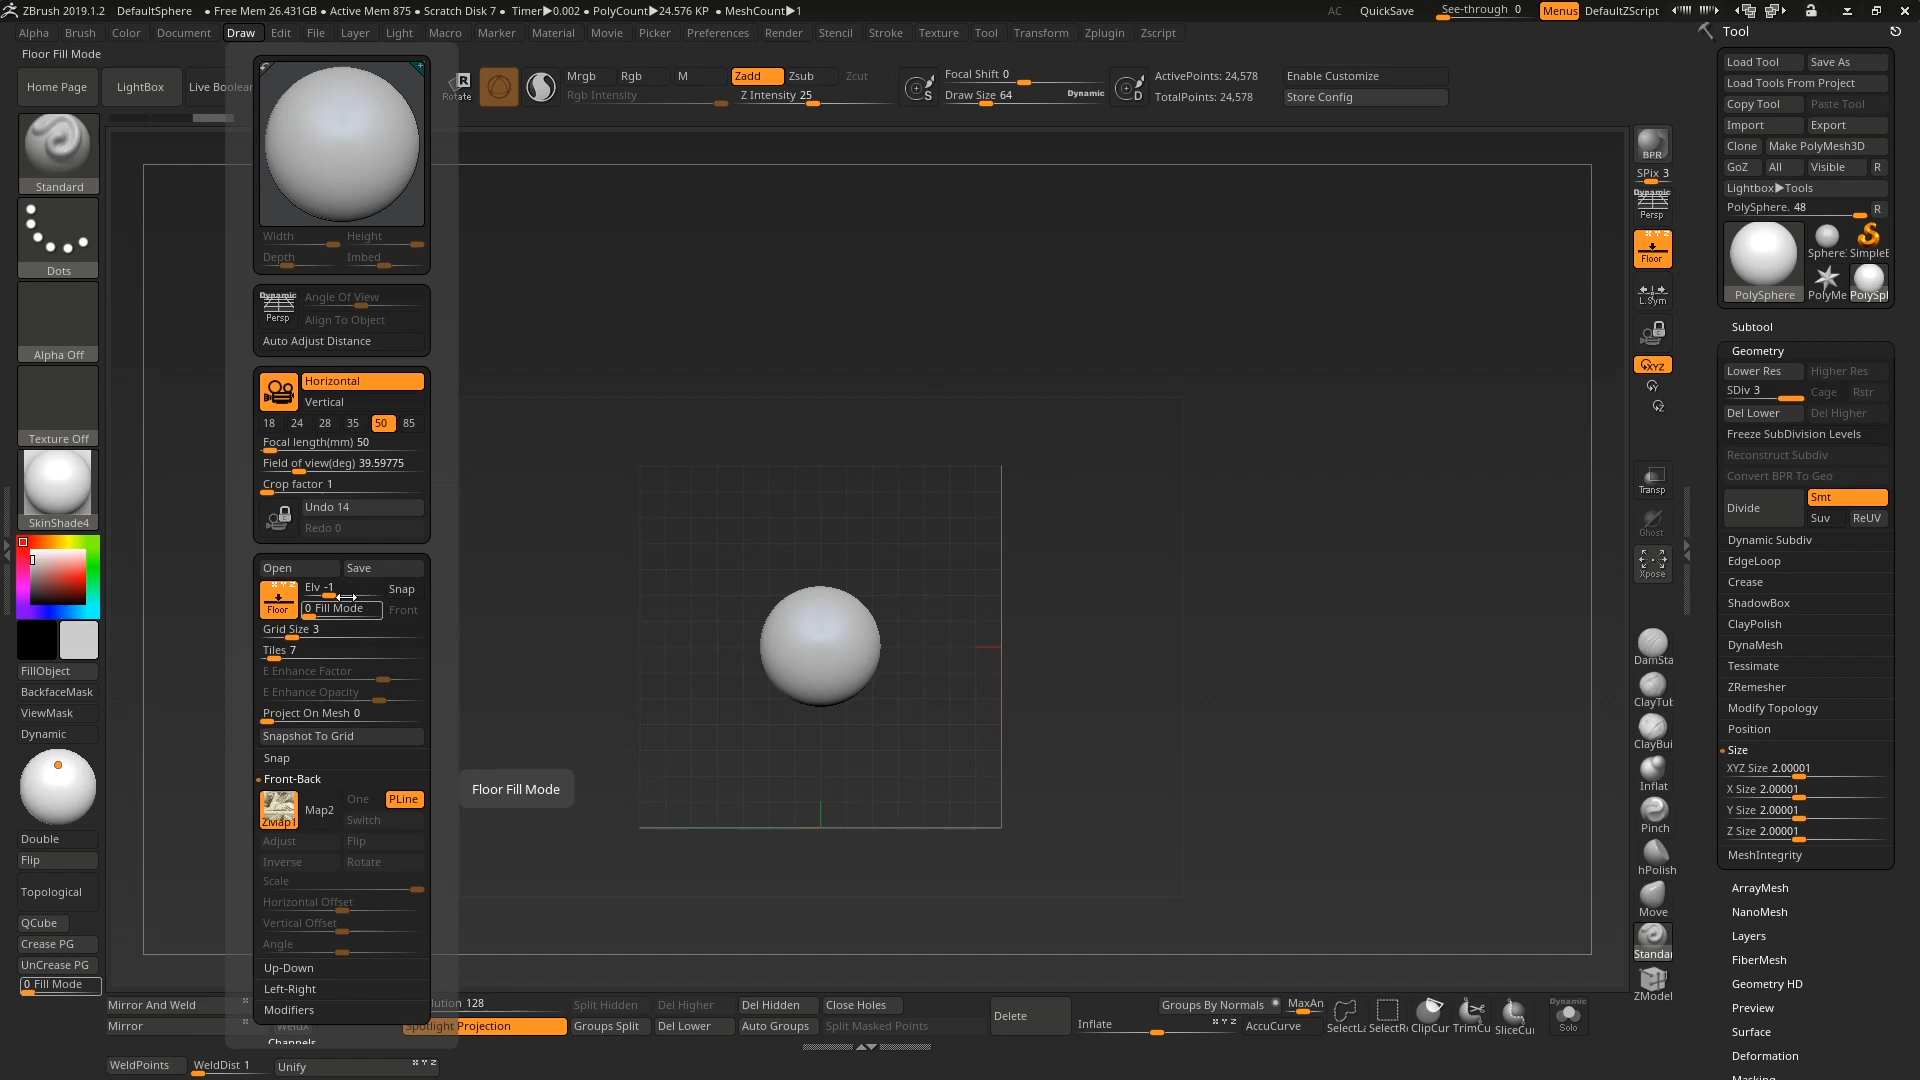 ZBrush 2019.1.2 DefaultSphere • Free Mem 26.431GB • Active Mem 875 • Scratch Disk 7 • Timer▶0.002 • PolyCount▶24.576 KP • MeshCount▶1 AC QuickSave See-through 0 Menus DefaultZScript
Alpha Brush Color Document Draw Edit File Layer Light Macro Marker Material Movie Picker Preferences Render Stencil Stroke Texture Tool Transform Zplugin Zscript
Floor Fill Mode
Home Page
LightBox
Live Boolean
Rotate
Mrgb Rgb M Zadd Zsub Zcut
Rgb Intensity Z Intensity 25
S
Focal Shift 0
Draw Size 64 Dynamic
D
ActivePoints: 24,578
TotalPoints: 24,578
Enable Customize
Store Config
Standard
Dots
Alpha Off
Texture Off
SkinShade4
FillObject
BackfaceMask
ViewMask
Dynamic
Double
Flip
Topological
QCube
Crease PG
UnCrease PG
0 Fill Mode
Width Height
Depth Imbed
Dynamic
Persp
Angle Of View
Align To Object
Auto Adjust Distance
Horizontal
Vertical
18 24 28 35 50 85
Focal length(mm) 50
Field of view(deg) 39.59775
Crop factor 1
Undo 14
Redo 0
Open Save
X Y Z
Floor
Elv -1 Snap
0 Fill Mode Front
Grid Size 3
Tiles 7
E Enhance Factor
E Enhance Opacity
Project On Mesh 0
Snapshot To Grid
Snap
Front-Back
ZMap1
Map2
One PLine
Switch
Adjust Flip
Inverse Rotate
Scale
Horizontal Offset
Vertical Offset
Angle
Up-Down
Left-Right
Modifiers
Floor Fill Mode
BPR
SPix 3
Dynamic
Persp
X Y Z
Floor
L.Sym
XYZ
Y
Z
Transp
Ghost
Xpose
DamSta
ClayTub
ClayBui
Inflat
Pinch
hPolish
Move
Standar
ZModel
Tool
Load Tool Save As
Load Tools From Project
Copy Tool Paste Tool
Import Export
Clone Make PolyMesh3D
GoZ All Visible R
Lightbox▶Tools
PolySphere. 48 R
PolySphere
Sphere
SimpleB
PolyMe
PolySpl
Subtool
Geometry
Lower Res Higher Res
SDiv 3 Cage Rstr
Del Lower Del Higher
Freeze SubDivision Levels
Reconstruct Subdiv
Convert BPR To Geo
Divide
Smt
Suv ReUV
Dynamic Subdiv
EdgeLoop
Crease
ShadowBox
ClayPolish
DynaMesh
Tessimate
ZRemesher
Modify Topology
Position
Size
XYZ Size 2.00001
X Size 2.00001
Y Size 2.00001
Z Size 2.00001
MeshIntegrity
ArrayMesh
NanoMesh
Layers
FiberMesh
Geometry HD
Preview
Surface
Deformation
Masking
Mirror And Weld
Mirror
lution 128
Split Hidden Del Higher Del Hidden Close Holes
WeldX
Spotlight Projection
Groups Split Del Lower Auto Groups Split Masked Points
Channels
Delete
Inflate X Y Z
Groups By Normals MaxAn
AccuCurve
SelectLa
SelectRe
ClipCur
TrimCu
SliceCui
Dynamic
Solo
WeldPoints WeldDist 1 Unify X Y Z